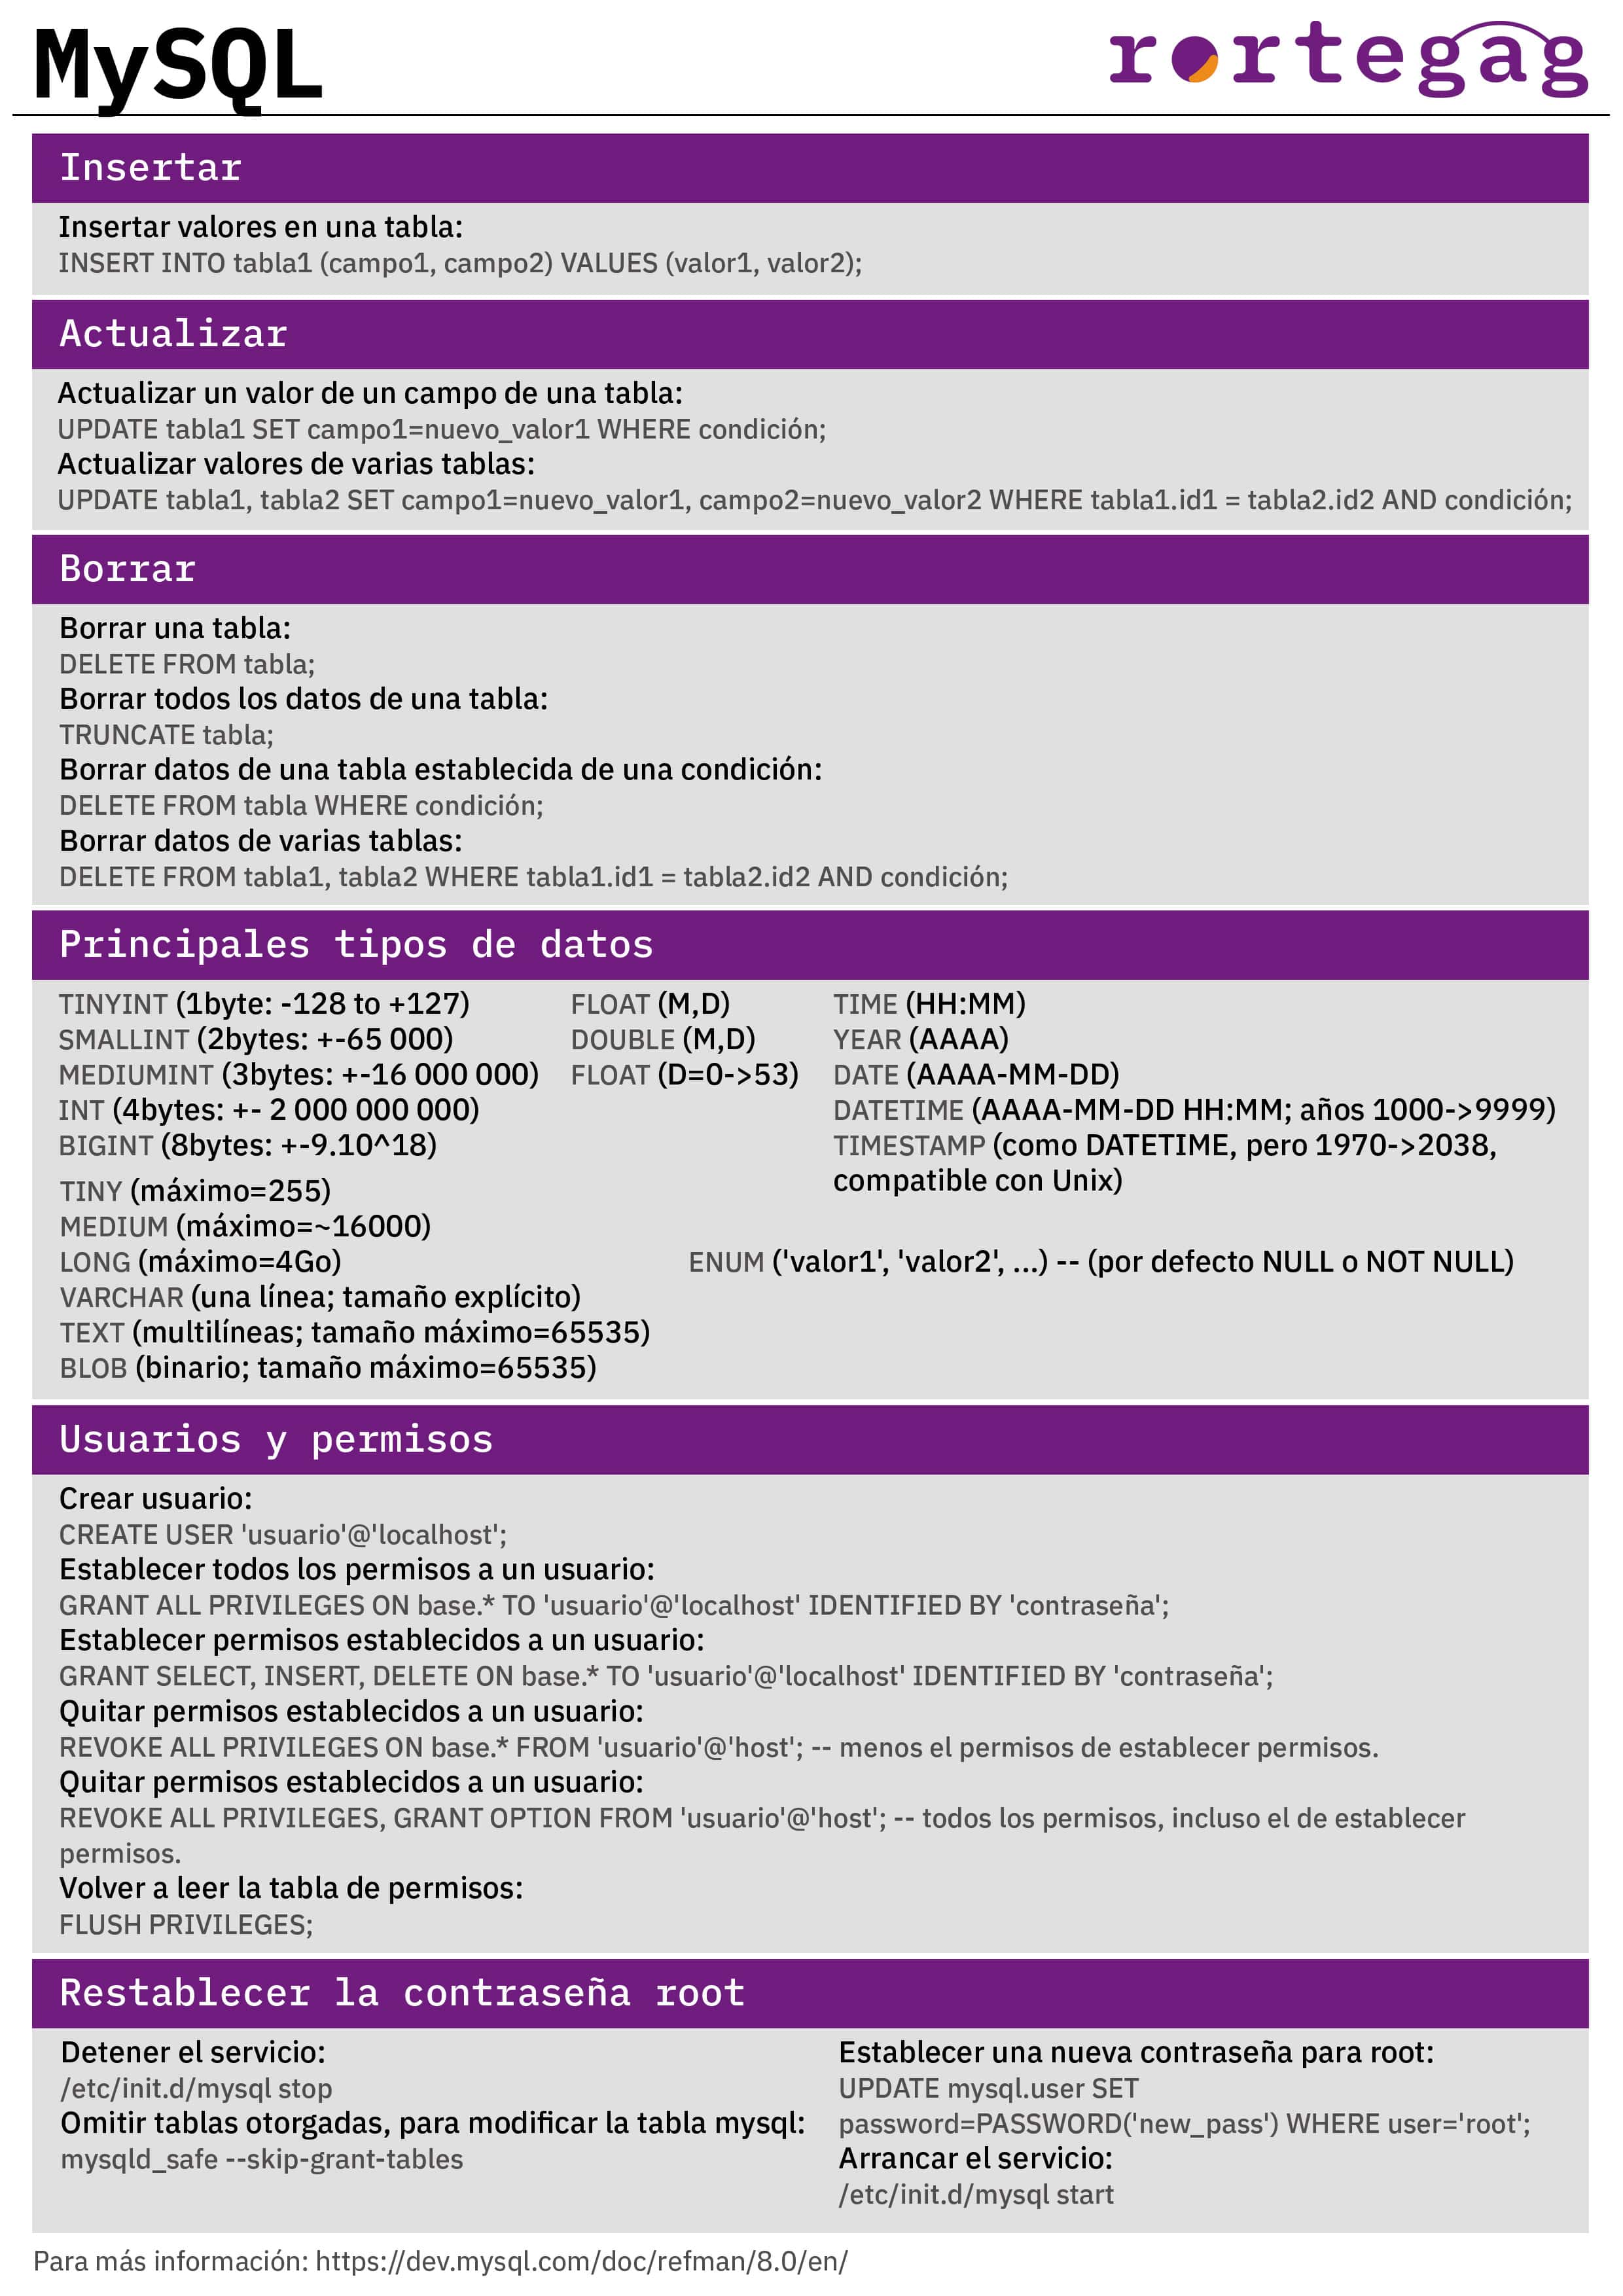 MySQL
rortegag
Insertar
Insertar valores en una tabla:
INSERT INTO tabla1 (campo1, campo2) VALUES (valor1, valor2);
Actualizar
Actualizar un valor de un campo de una tabla:
UPDATE tabla1 SET campo1=nuevo_valor1 WHERE condición;
Actualizar valores de varias tablas:
UPDATE tabla1, tabla2 SET campo1=nuevo_valor1, campo2=nuevo_valor2 WHERE tabla1.id1 = tabla2.id2 AND condición;
Borrar
Borrar una tabla:
DELETE FROM tabla;
Borrar todos los datos de una tabla:
TRUNCATE tabla;
Borrar datos de una tabla establecida de una condición:
DELETE FROM tabla WHERE condición;
Borrar datos de varias tablas:
DELETE FROM tabla1, tabla2 WHERE tabla1.id1 = tabla2.id2 AND condición;
Principales tipos de datos
TINYINT (1byte: -128 to +127)
SMALLINT (2bytes: +-65 000)
MEDIUMINT (3bytes: +-16 000 000)
INT (4bytes: +- 2 000 000 000)
BIGINT (8bytes: +-9.10^18)
FLOAT (M,D)
DOUBLE (M,D)
FLOAT (D=0->53)
TIME (HH:MM)
YEAR (AAAA)
DATE (AAAA-MM-DD)
DATETIME (AAAA-MM-DD HH:MM; años 1000->9999)
TIMESTAMP (como DATETIME, pero 1970->2038,
compatible con Unix)
TINY (máximo=255)
MEDIUM (máximo=~16000)
LONG (máximo=4Go)
VARCHAR (una línea; tamaño explícito)
TEXT (multilíneas; tamaño máximo=65535)
BLOB (binario; tamaño máximo=65535)
ENUM ('valor1', 'valor2', ...) -- (por defecto NULL o NOT NULL)
Usuarios y permisos
Crear usuario:
CREATE USER 'usuario'@'localhost';
Establecer todos los permisos a un usuario:
GRANT ALL PRIVILEGES ON base.* TO 'usuario'@'localhost' IDENTIFIED BY 'contraseña';
Establecer permisos establecidos a un usuario:
GRANT SELECT, INSERT, DELETE ON base.* TO 'usuario'@'localhost' IDENTIFIED BY 'contraseña';
Quitar permisos establecidos a un usuario:
REVOKE ALL PRIVILEGES ON base.* FROM 'usuario'@'host'; -- menos el permisos de establecer permisos.
Quitar permisos establecidos a un usuario:
REVOKE ALL PRIVILEGES, GRANT OPTION FROM 'usuario'@'host'; -- todos los permisos, incluso el de establecer
permisos.
Volver a leer la tabla de permisos:
FLUSH PRIVILEGES;
Restablecer la contraseña root
Detener el servicio:
/etc/init.d/mysql stop
Omitir tablas otorgadas, para modificar la tabla mysql:
mysqld_safe --skip-grant-tables
Establecer una nueva contraseña para root:
UPDATE mysql.user SET
password=PASSWORD('new_pass') WHERE user='root';
Arrancar el servicio:
/etc/init.d/mysql start
Para más información: https://dev.mysql.com/doc/refman/8.0/en/